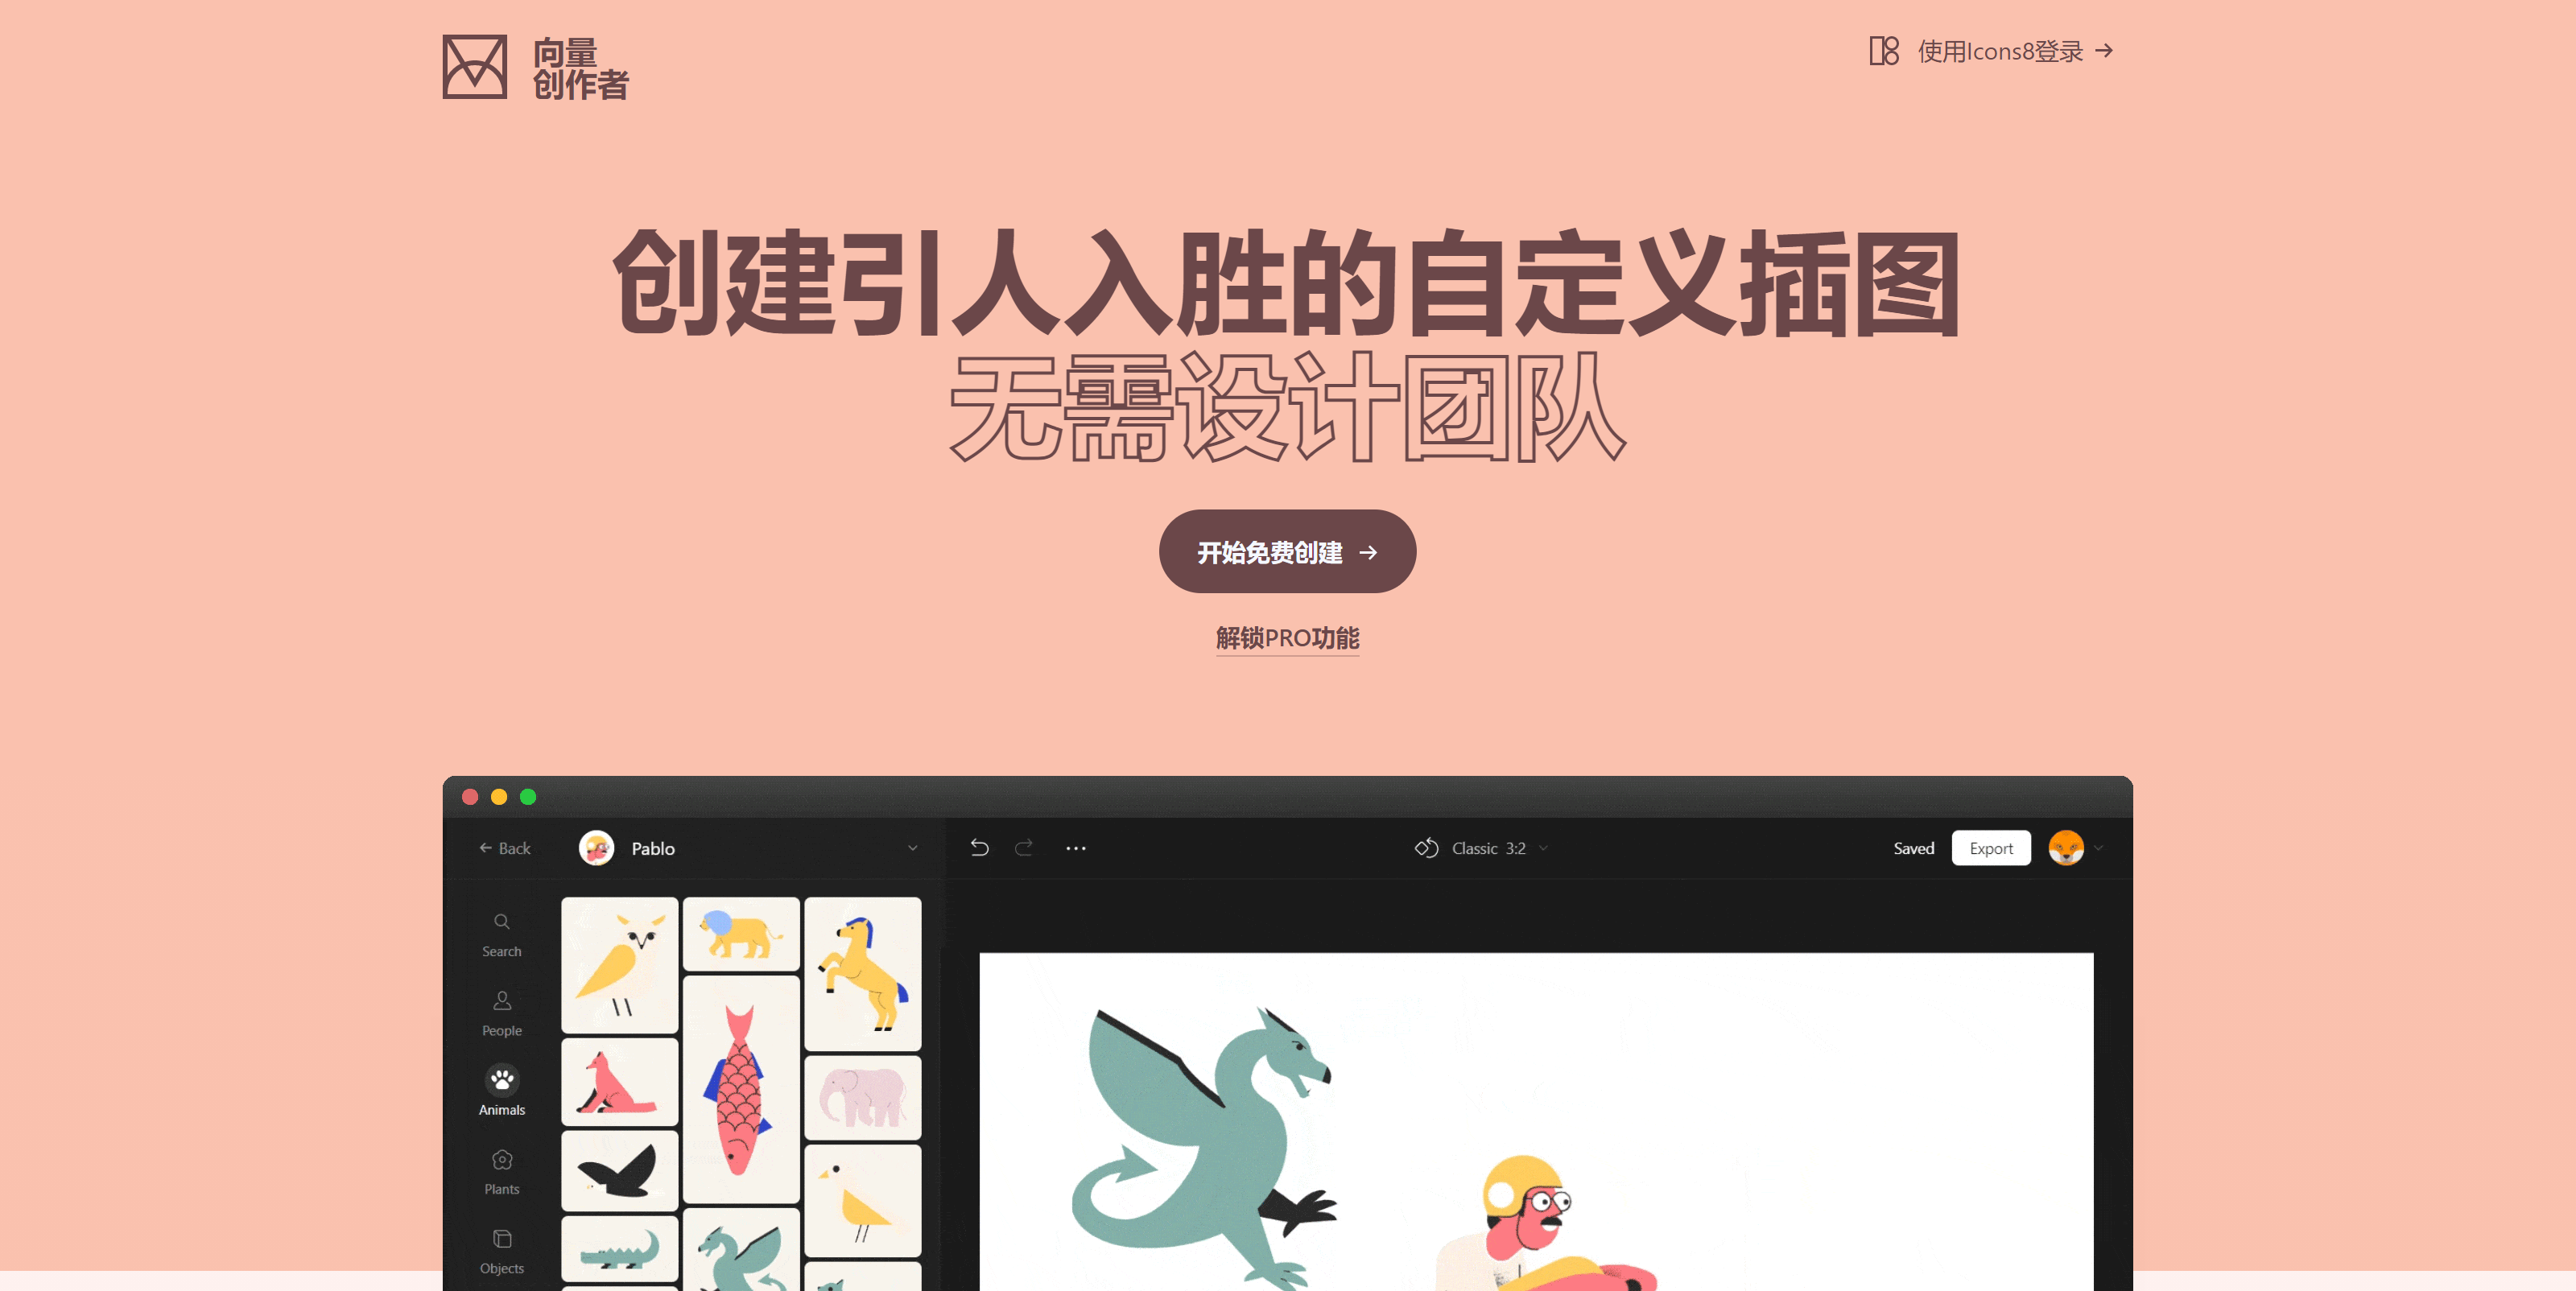 向量
创作者
使用Icons8登录
创建引人入胜的自定义插图
无需设计团队
开始免费创建
解锁PRO功能
Back
Pablo
Classic 3:2
Saved
Export
Search
People
Animals
Plants
Objects